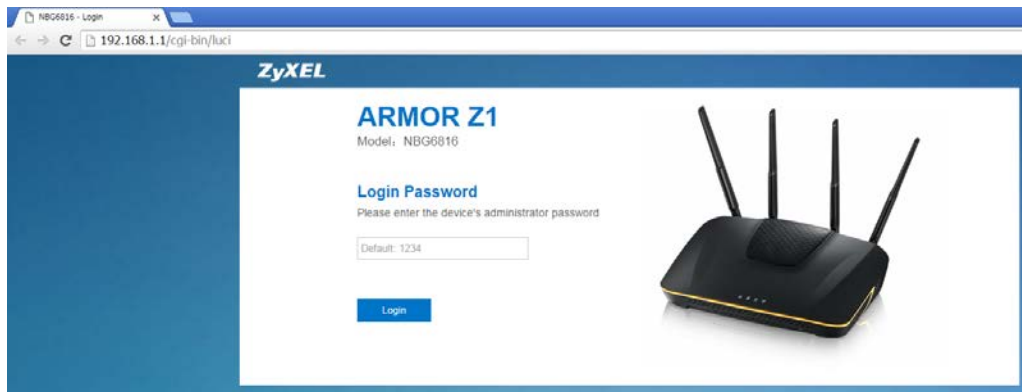 NBG6816 - Login
192.168.1.1/cgi-bin/luci
ZyXEL
ARMOR Z1
Model: NBG6816
Login Password
Please enter the device's administrator password
Default: 1234
Login